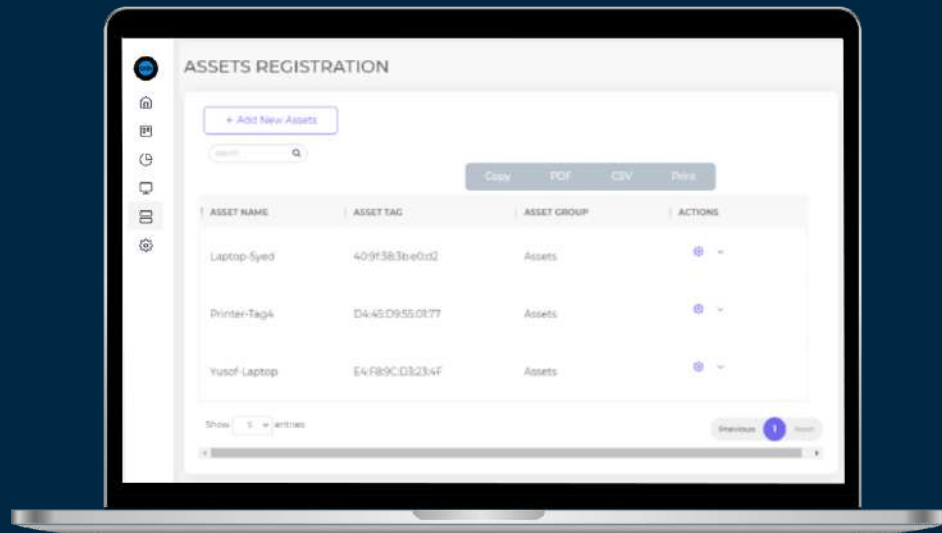 ASSETS REGISTRATION
+ Add New Assets
search
Copy PDF CSV Print
ASSET NAME ASSET TAG ASSET GROUP ACTIONS
Laptop-Syed 40:9f:38:3b:e0:d2 Assets
Printer-Tag4 D4:45:D9:55:01:77 Assets
Yusof-Laptop E4:F8:9C:D3:23:4F Assets
Show 5 entries
Previous 1 Next